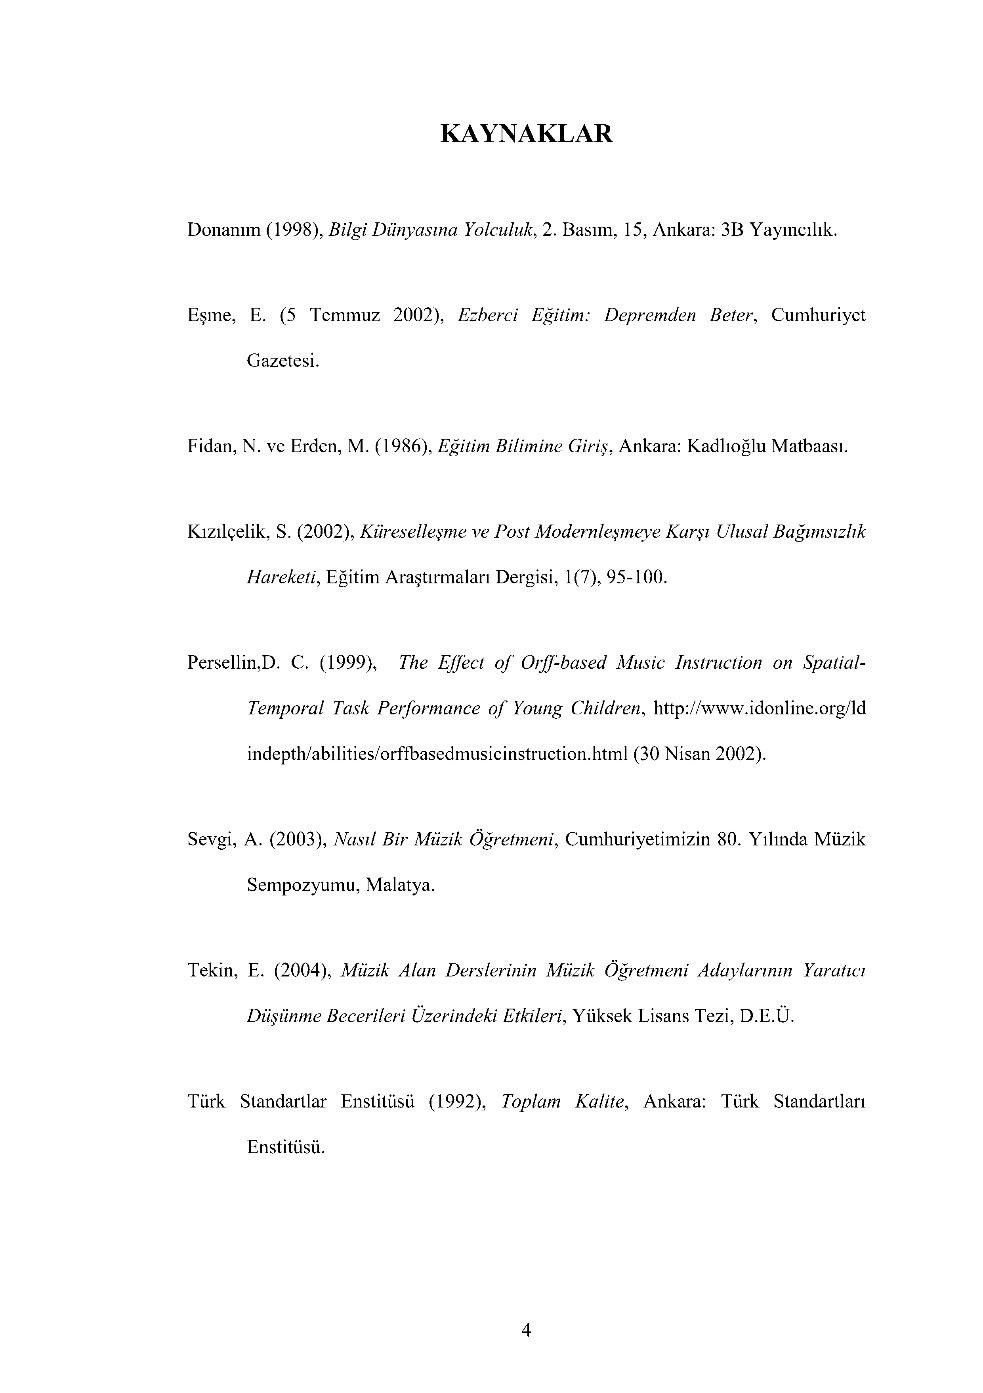 KAYNAKLAR
Donanım (1998), Bilgi Dünyasına Yolculuk, 2. Basım, 15, Ankara: 3B Yayıncılık.
Eşme, E. (5 Temmuz 2002), Ezberci Eğitim: Depremden Beter, Cumhuriyet
Gazetesi.
Fidan, N. ve Erden, M. (1986), Eğitim Bilimine Giriş, Ankara: Kadlıoğlu Matbaası.
Kızılçelik, S. (2002), Küreselleşme ve Post Modernleşmeye Karşı Ulusal Bağımsızlık
Hareketi, Eğitim Araştırmaları Dergisi, 1(7), 95-100.
Persellin,D. C. (1999), The Effect of Orff-based Music Instruction on Spatial-
Temporal Task Performance of Young Children, http://www.idonline.org/ld
indepth/abilities/orffbasedmusicinstruction.html (30 Nisan 2002).
Sevgi, A. (2003), Nasıl Bir Müzik Öğretmeni, Cumhuriyetimizin 80. Yılında Müzik
Sempozyumu, Malatya.
Tekin, E. (2004), Müzik Alan Derslerinin Müzik Öğretmeni Adaylarının Yaratıcı
Düşünme Becerileri Üzerindeki Etkileri, Yüksek Lisans Tezi, D.E.Ü.
Türk Standartlar Enstitüsü (1992), Toplam Kalite, Ankara: Türk Standartları
Enstitüsü.
4